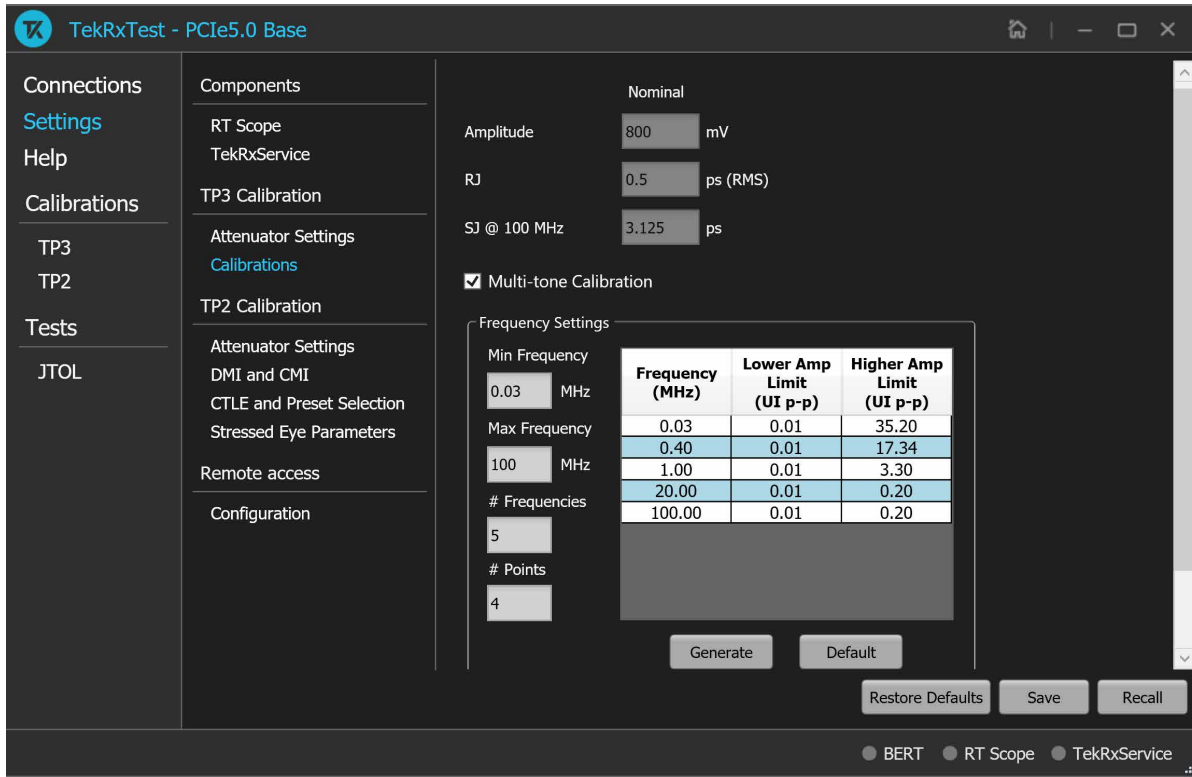 TK TekRxTest - PCIe5.0 Base
Connections
Settings
Help
Calibrations
TP3
TP2
Tests
JTOL
Components
RT Scope
TekRxService
TP3 Calibration
Attenuator Settings
Calibrations
TP2 Calibration
Attenuator Settings
DMI and CMI
CTLE and Preset Selection
Stressed Eye Parameters
Remote access
Configuration
Nominal
Amplitude 800 mV
RJ 0.5 ps (RMS)
SJ @ 100 MHz 3.125 ps
Multi-tone Calibration
Frequency Settings
Min Frequency
0.03 MHz
Max Frequency
100 MHz
# Frequencies
5
# Points
4
Frequency (MHz) Lower Amp Limit (UI p-p) Higher Amp Limit (UI p-p)
0.03 0.01 35.20
0.40 0.01 17.34
1.00 0.01 3.30
20.00 0.01 0.20
100.00 0.01 0.20
Generate Default
Restore Defaults Save Recall
BERT RT Scope TekRxService